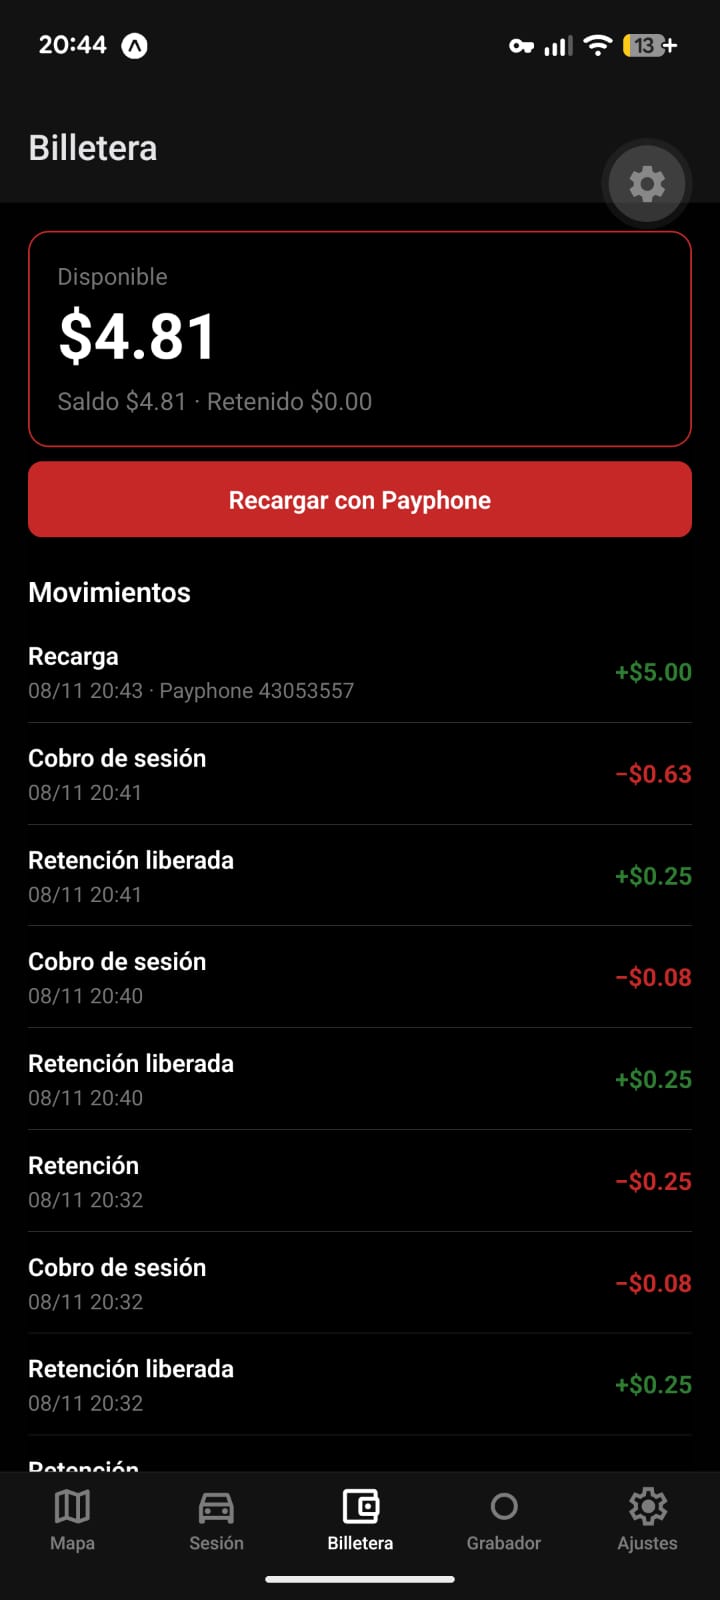 20:44
13
Billetera
Disponible
$4.81
Saldo $4.81 · Retenido $0.00
Recargar con Payphone
Movimientos
Recarga
+$5.00
08/11 20:43 · Payphone 43053557
Cobro de sesión
−$0.63
08/11 20:41
Retención liberada
+$0.25
08/11 20:41
Cobro de sesión
−$0.08
08/11 20:40
Retención liberada
+$0.25
08/11 20:40
Retención
−$0.25
08/11 20:32
Cobro de sesión
−$0.08
08/11 20:32
Retención liberada
+$0.25
08/11 20:32
Retención
Mapa
Sesión
Billetera
Grabador
Ajustes